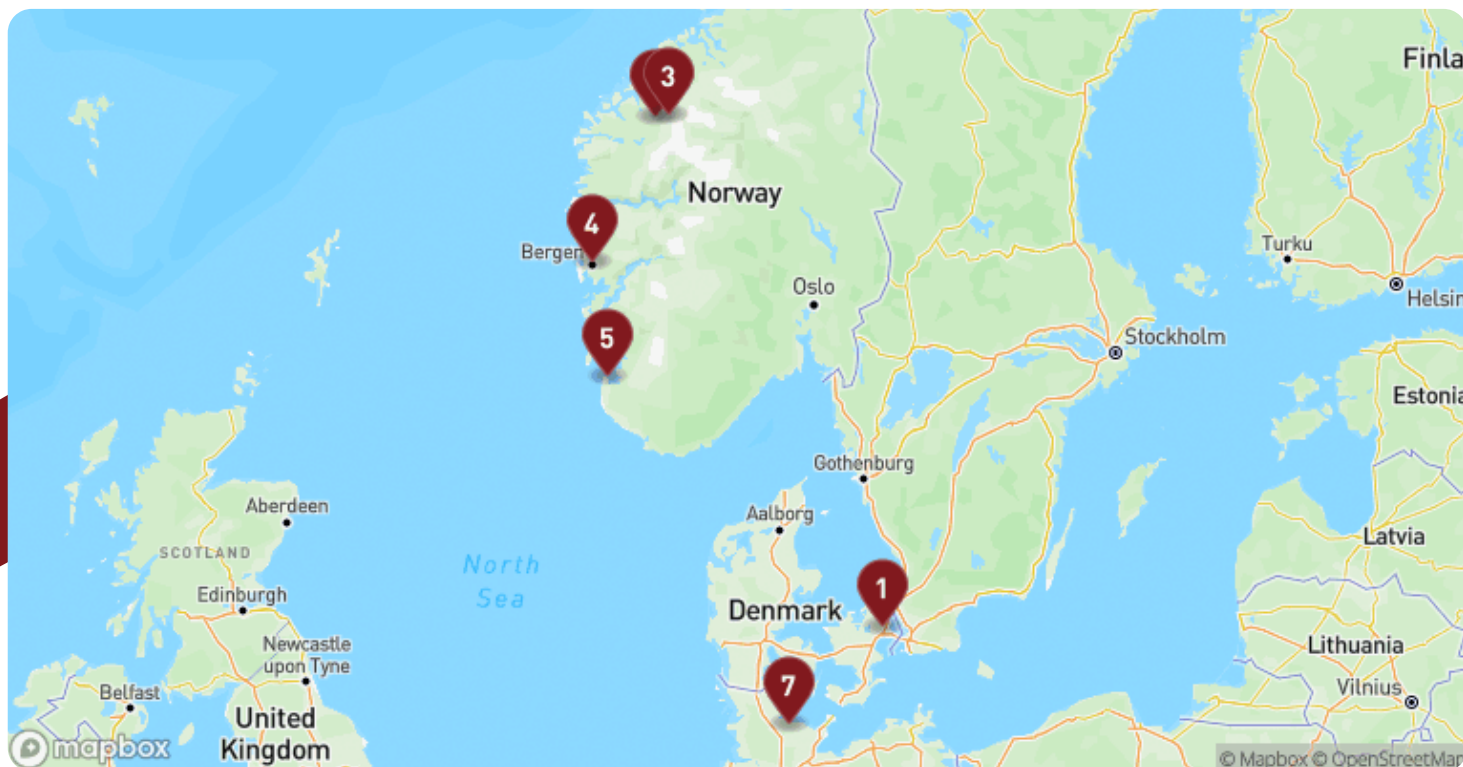 Finla
3
Norway
4
Bergen
Turku
Oslo
Helsin
5
Stockholm
Estonia
Gothenburg
Aberdeen
Aalborg
SCOTLAND
Latvia
North
Sea
1
Edinburgh
Denmark
Newcastle
upon Tyne
Lithuania
7
Belfast
Vilnius
United
Kingdom
mapbox
© Mapbox © OpenStreetMap